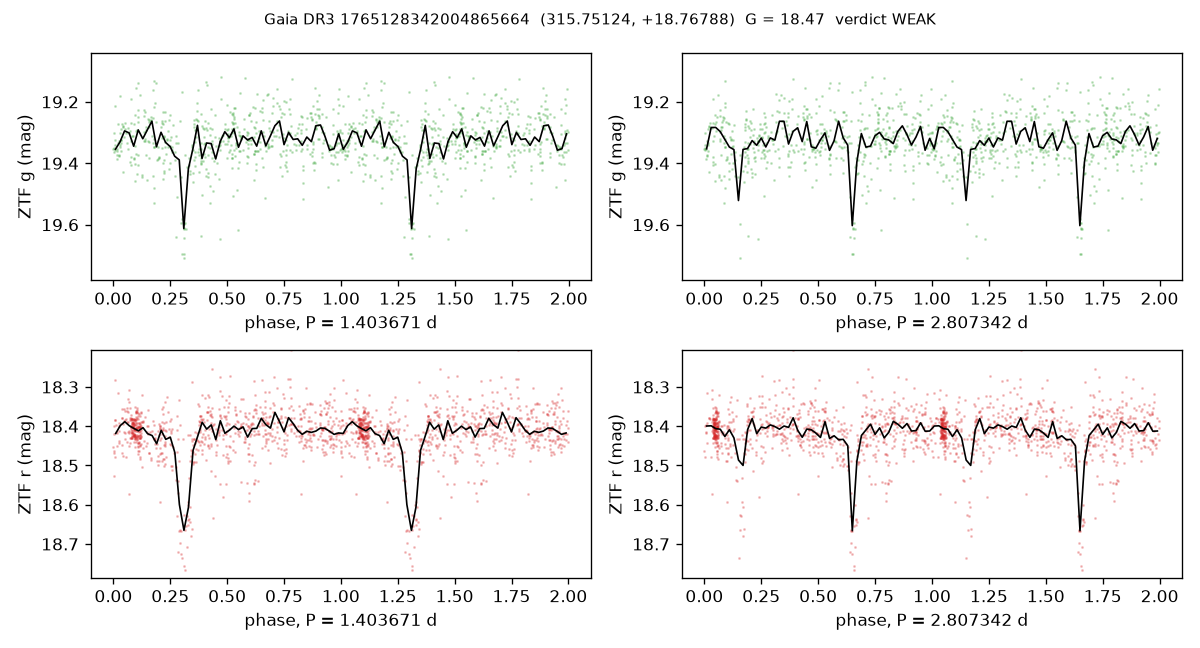 Gaia DR3 1765128342004865664 (315.75124, +18.76788) G = 18.47 verdict WEAK
ZTF g (mag)
19.2
19.4
19.6
0.00 0.25 0.50 0.75 1.00 1.25 1.50 1.75 2.00
phase, P = 1.403671 d
ZTF g (mag)
19.2
19.4
19.6
0.00 0.25 0.50 0.75 1.00 1.25 1.50 1.75 2.00
phase, P = 2.807342 d
ZTF r (mag)
18.3
18.4
18.5
18.6
18.7
0.00 0.25 0.50 0.75 1.00 1.25 1.50 1.75 2.00
phase, P = 1.403671 d
ZTF r (mag)
18.3
18.4
18.5
18.6
18.7
0.00 0.25 0.50 0.75 1.00 1.25 1.50 1.75 2.00
phase, P = 2.807342 d